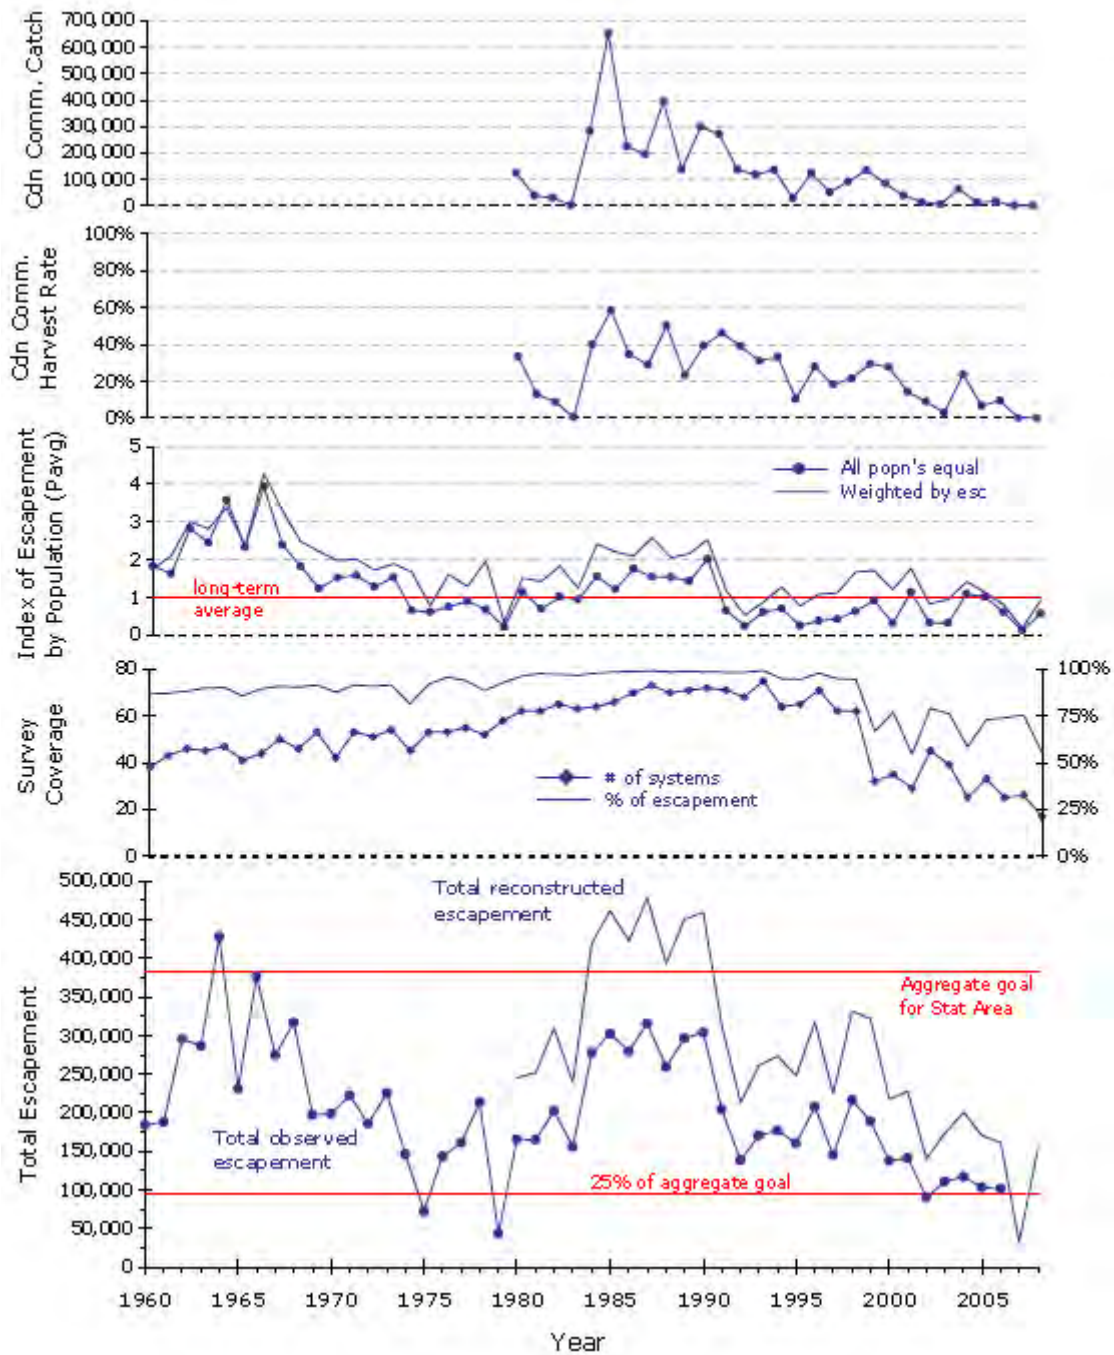 Cdn Comm. Catch
700,000
600,000
500,000
400,000
300,000
200,000
100,000
0
Cdn Comm.
Harvest Rate
100%
80%
60%
40%
20%
0%
Index of Escapement
by Population (Pavg)
5
4
3
2
1
0
All popn's equal
Weighted by esc
long-term
average
Survey
Coverage
80
60
40
20
0
100%
75%
50%
25%
0%
# of systems
% of escapement
Total Escapement
500,000
450,000
400,000
350,000
300,000
250,000
200,000
150,000
100,000
50,000
0
Total reconstructed
escapement
Aggregate goal
for Stat Area
Total observed
escapement
25% of aggregate goal
1960 1965 1970 1975 1980 1985 1990 1995 2000 2005
Year